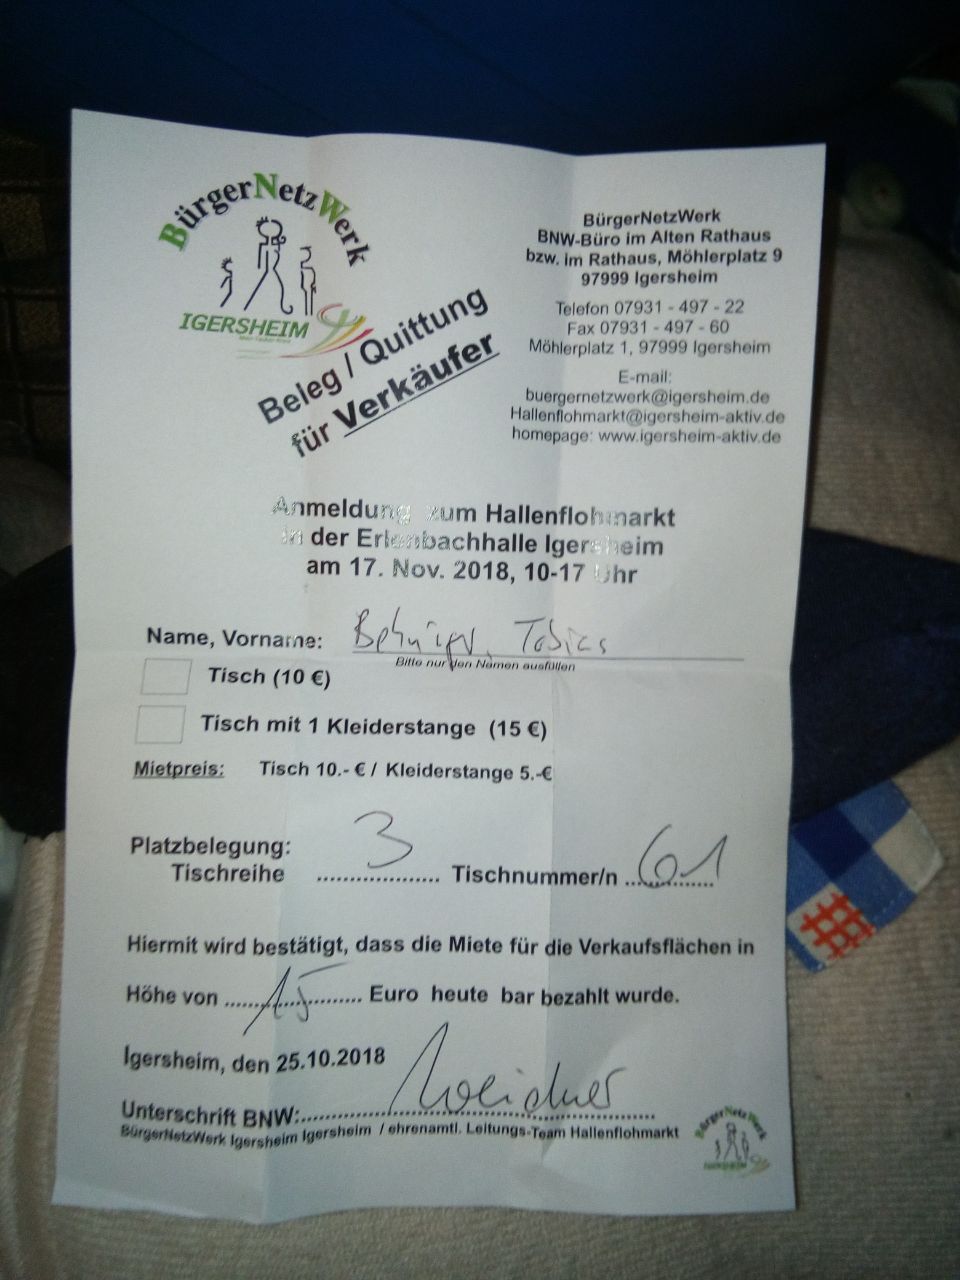 BürgerNetzWerk
IGERSHEIM
Beleg / Quittung
für Verkäufer
BürgerNetzWerk
BNW-Büro im Alten Rathaus
bzw. im Rathaus, Möhlerplatz 9
97999 Igersheim
Telefon 07931 - 497 - 22
Fax 07931 - 497 - 60
Möhlerplatz 1, 97999 Igersheim
E-mail:
buergernetzwerk@igersheim.de
Hallenflohmarkt@igersheim-aktiv.de
homepage: www.igersheim-aktiv.de
Anmeldung zum Hallenflohmarkt
in der Erlenbachhalle Igersheim
am 17. Nov. 2018, 10-17 Uhr
Name, Vorname: Tobias
Bitte nur den Namen ausfüllen
Tisch (10 €)
Tisch mit 1 Kleiderstange (15 €)
Mietpreis: Tisch 10.- € / Kleiderstange 5.-€
Platzbelegung:
Tischreihe 3 Tischnummer/n 61
Hiermit wird bestätigt, dass die Miete für die Verkaufsflächen in
Höhe von 15 Euro heute bar bezahlt wurde.
Igersheim, den 25.10.2018
Unterschrift BNW:
BürgerNetzWerk Igersheim Igersheim / ehrenamtl. Leitungs-Team Hallenflohmarkt
BürgerNetzWerk
IGERSHEIM